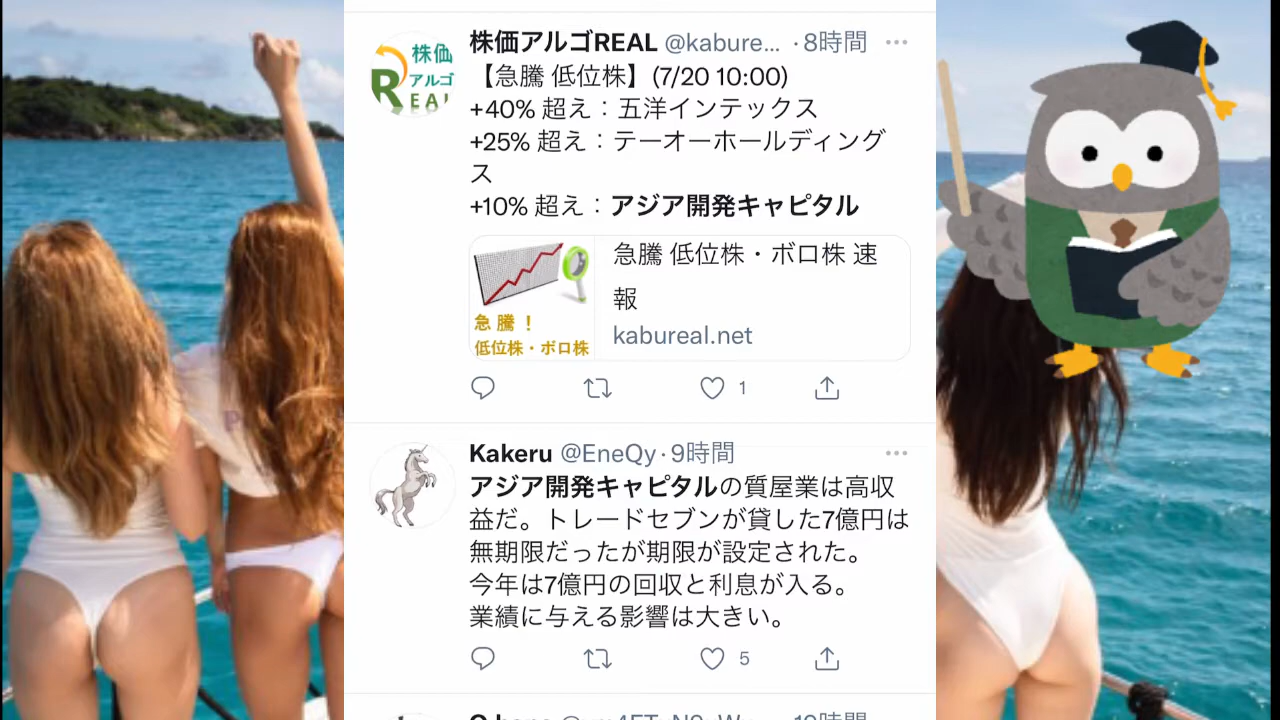 株価アルゴREAL @kabure... ·8時間
株価
アルゴ
REAL
【急騰 低位株】(7/20 10:00)
+40% 超え：五洋インテックス
+25% 超え：テーオーホールディング
ス
+10% 超え：アジア開発キャピタル
急騰！
低位株・ボロ株
急騰 低位株・ボロ株 速
報
kabureal.net
1
Kakeru @EneQy·9時間
アジア開発キャピタルの質屋業は高収
益だ。トレードセブンが貸した7億円は
無期限だったが期限が設定された。
今年は7億円の回収と利息が入る。
業績に与える影響は大きい。
5